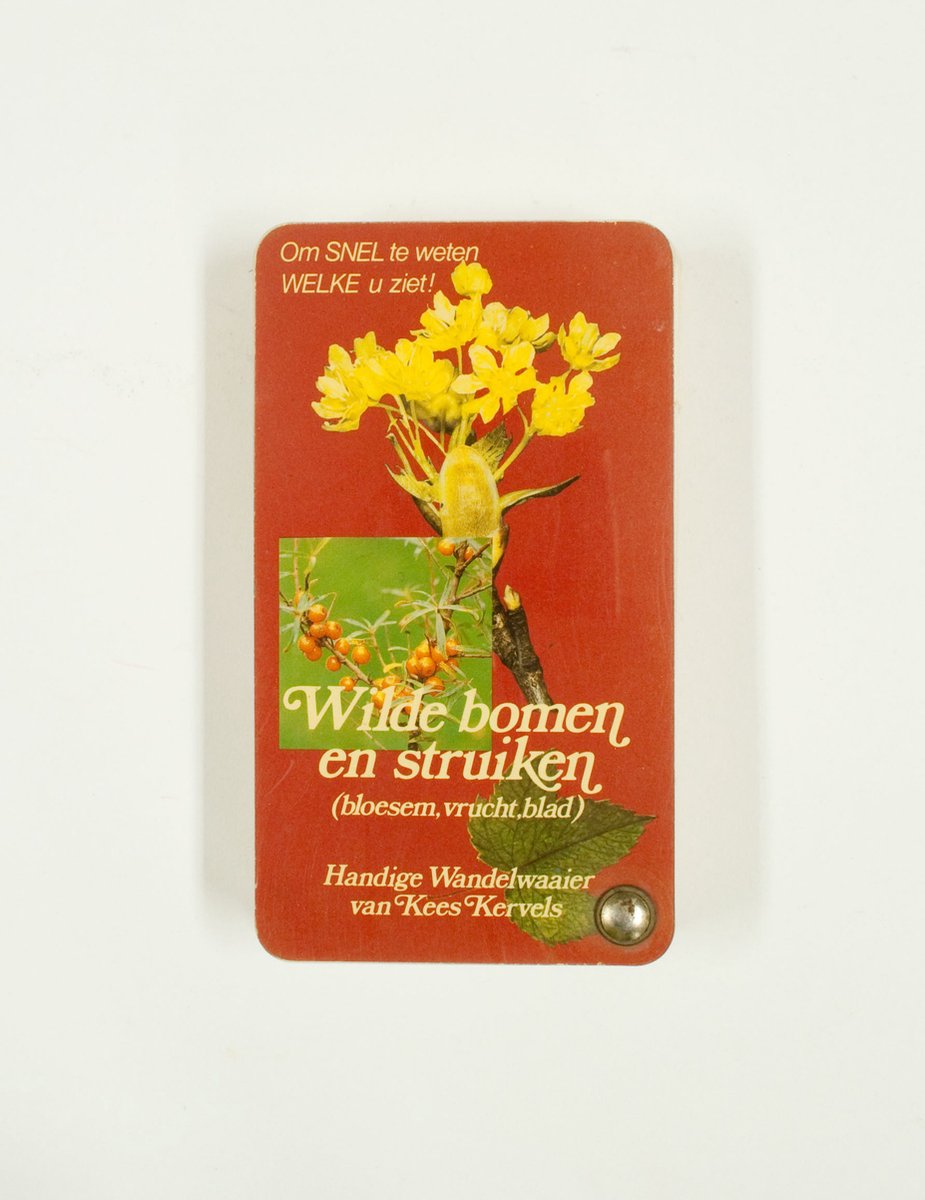 Om SNEL te weten
WELKE u ziet!
Wilde bomen
en struiken
(bloesem, vrucht, blad)
Handige Wandelwaaier
van Kees Kervels